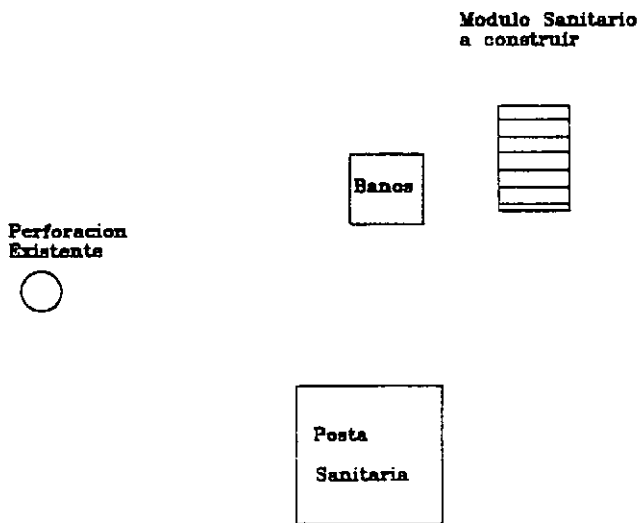 Modulo Sanitario
a construir
Banos
Perforacion
Existente
Posta
Sanitaria